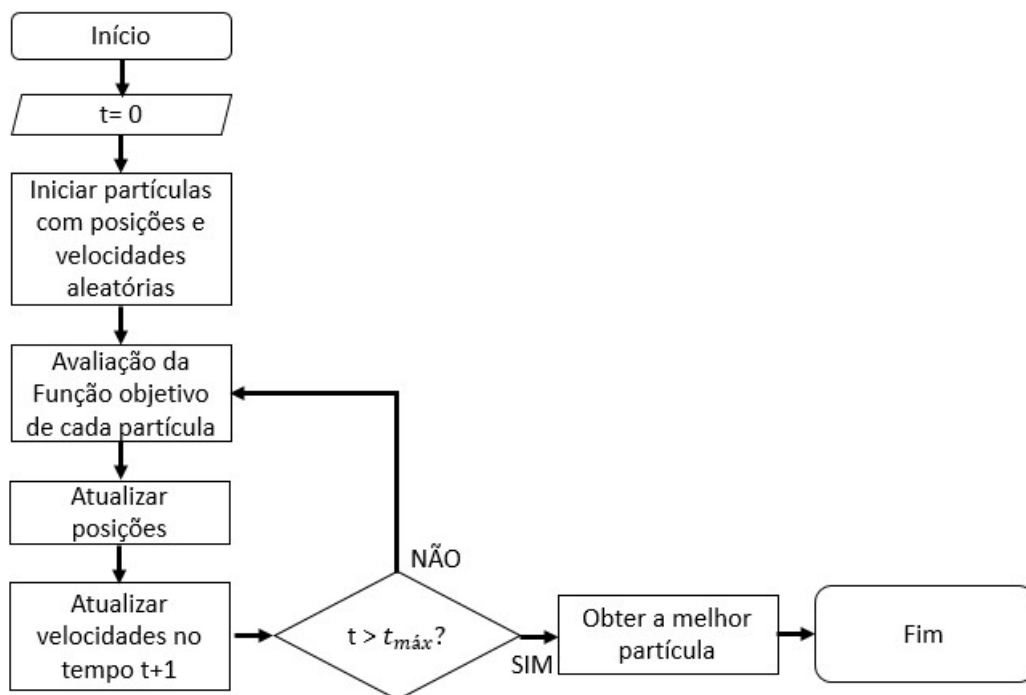 Início
t= 0
Iniciar partículas
com posições e
velocidades
aleatórias
Avaliação da
Função objetivo
de cada partícula
Atualizar
posições
Atualizar
velocidades no
tempo t+1
t > tmáx?
NÃO
SIM
Obter a melhor
partícula
Fim